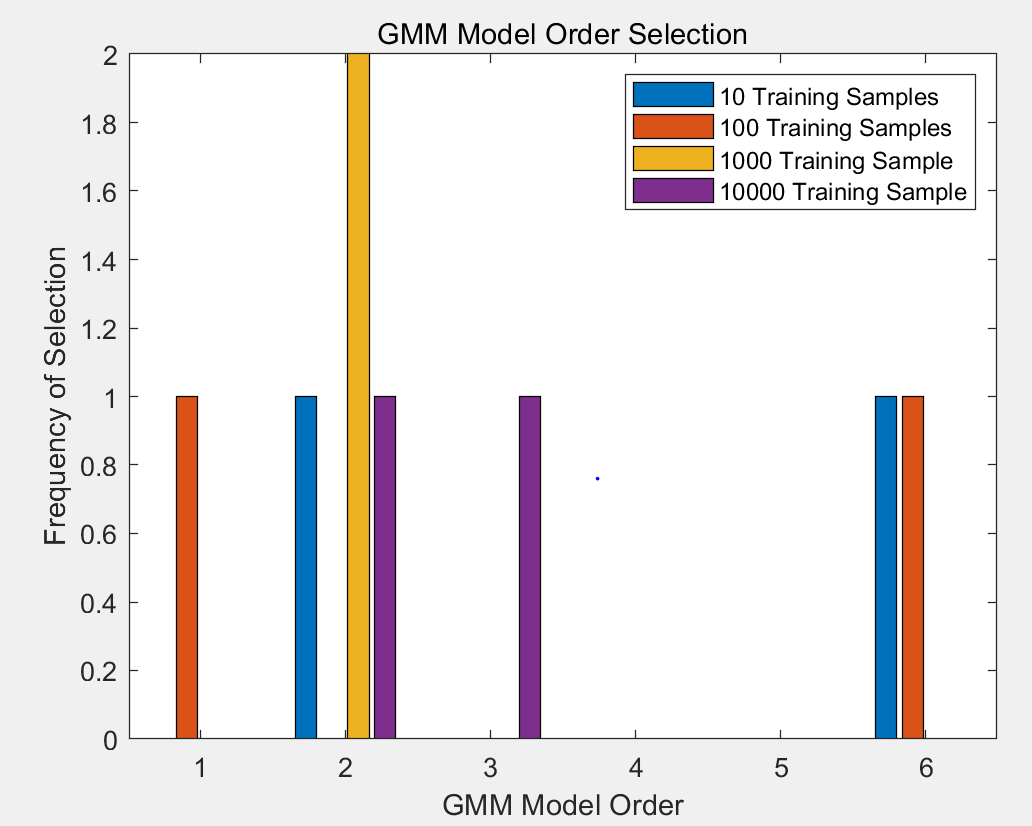 GMM Model Order Selection
10 Training Samples
100 Training Samples
1000 Training Sample
10000 Training Sample
Frequency of Selection
2
1.8
1.6
1.4
1.2
1
0.8
0.6
0.4
0.2
0
1 2 3 4 5 6
GMM Model Order